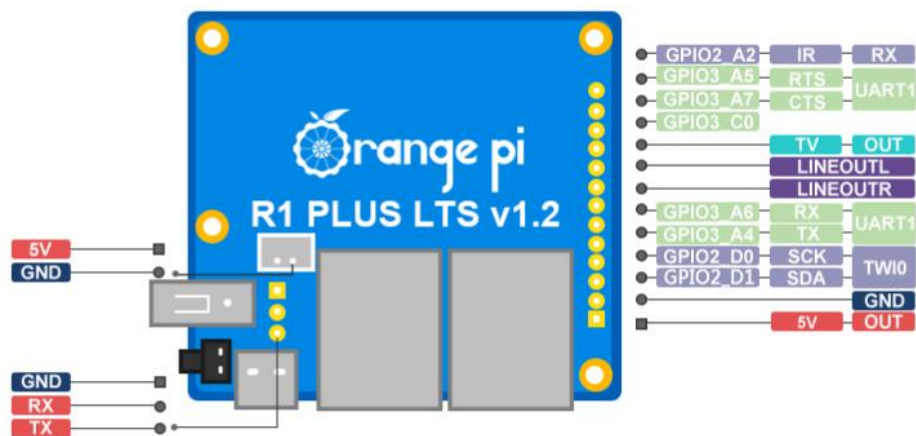 GPIO2_A2 IR RX
GPIO3_A5 RTS UART1
GPIO3_A7 CTS
GPIO3_C0
TV OUT
LINEOUTL
LINEOUTR
GPIO3_A6 RX UART1
GPIO3_A4 TX
GPIO2_D0 SCK TWI0
GPIO2_D1 SDA
GND
5V OUT
Orange pi
R1 PLUS LTS v1.2
5V
GND
GND
RX
TX